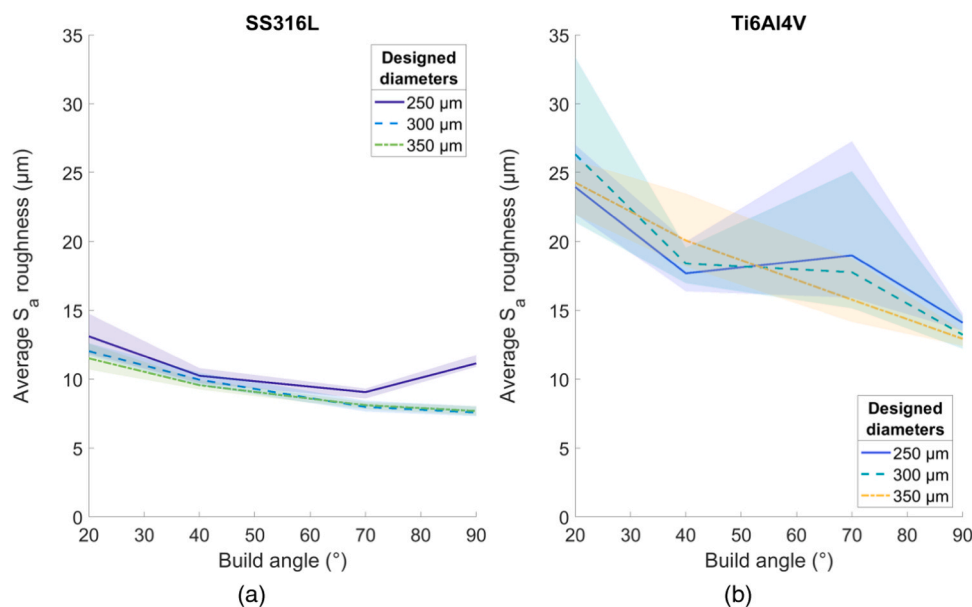 SS316L
35
30
25
20
15
10
5
0
Average Sa roughness (µm)
Designed
diameters
250 µm
300 µm
350 µm
20 30 40 50 60 70 80 90
Build angle (°)
(a)
Ti6Al4V
35
30
25
20
15
10
5
0
Average Sa roughness (µm)
Designed
diameters
250 µm
300 µm
350 µm
20 30 40 50 60 70 80 90
Build angle (°)
(b)